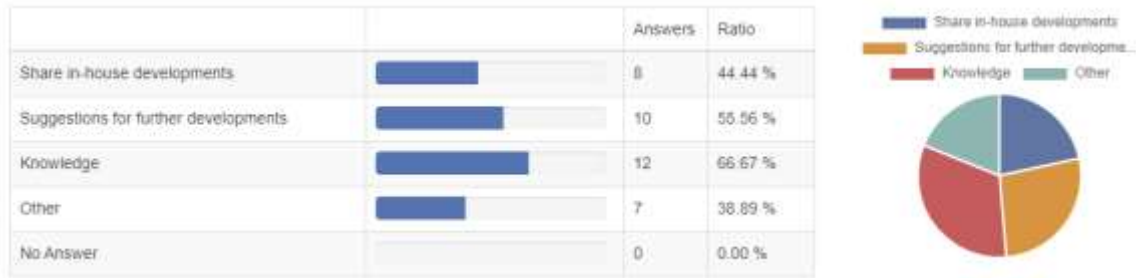 Answers Ratio
Share in-house developments 8 44.44 %
Suggestions for further developments 10 55.56 %
Knowledge 12 66.67 %
Other 7 38.89 %
No Answer 0 0.00 %
Share in-house developments
Suggestions for further developme...
Knowledge Other